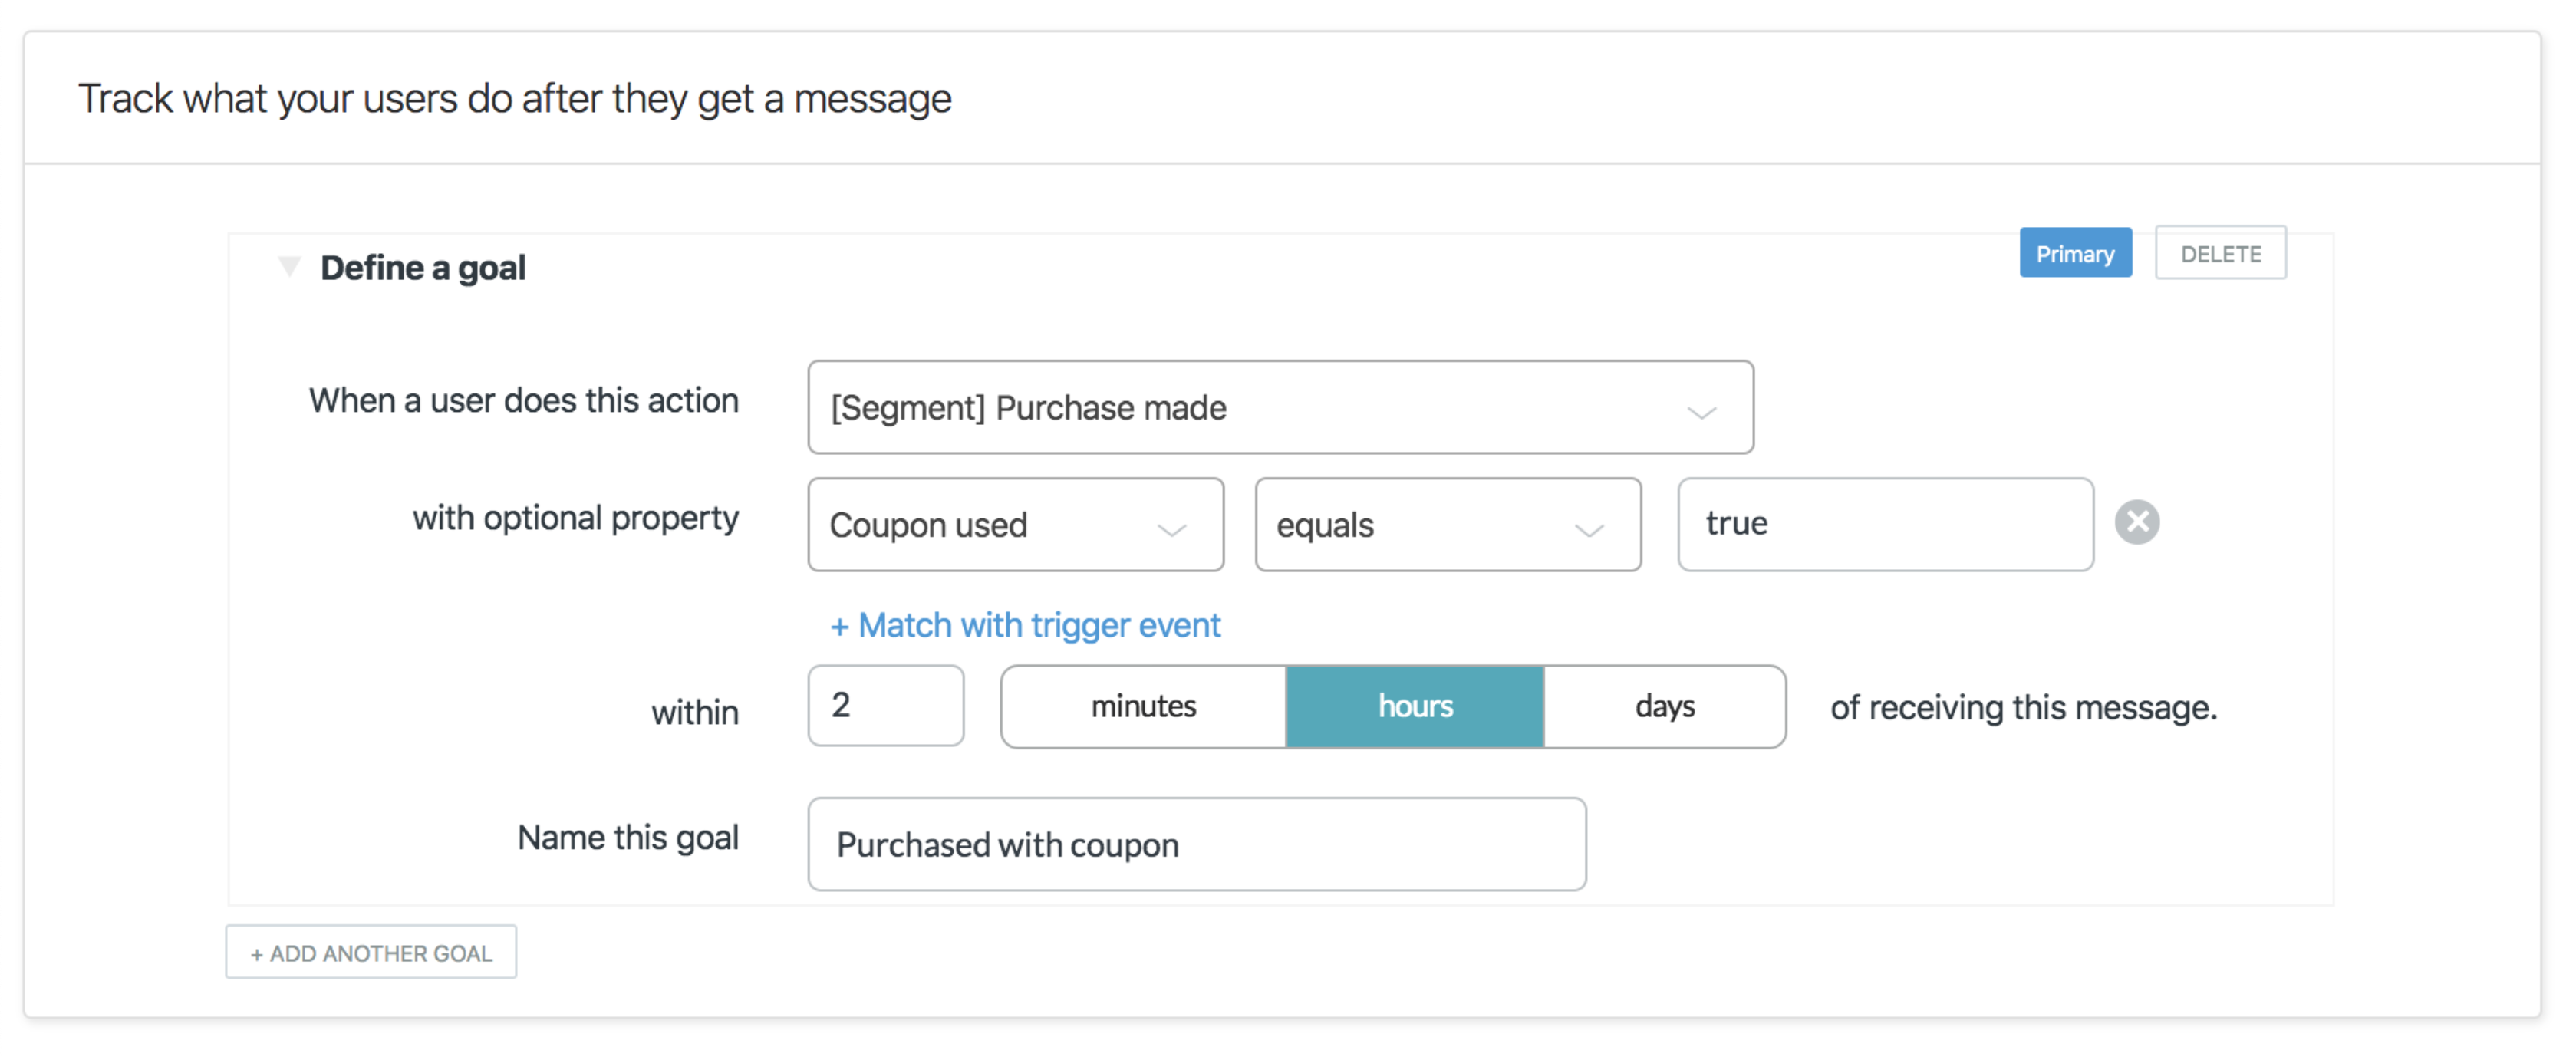 Track what your users do after they get a message
Define a goal
Primary
DELETE
When a user does this action
[Segment] Purchase made
with optional property
Coupon used
equals
true
+ Match with trigger event
within
2
minutes
hours
days
of receiving this message.
Name this goal
Purchased with coupon
+ ADD ANOTHER GOAL